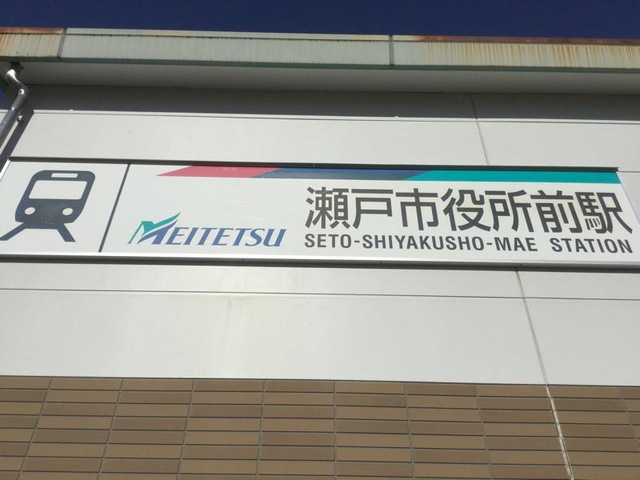 瀬戸市役所前駅
MEITETSU
SETO-SHIYAKUSHO-MAE STATION